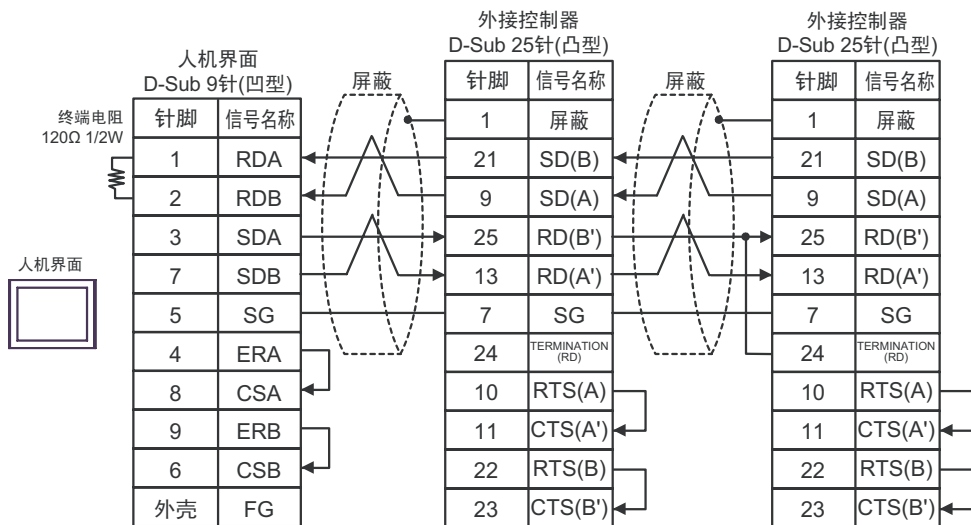 外接控制器
D-Sub 25针(凸型)
外接控制器
D-Sub 25针(凸型)
人机界面
D-Sub 9针(凹型)
屏蔽
屏蔽
终端电阻
120Ω 1/2W
人机界面
针脚 信号名称
1 RDA
2 RDB
3 SDA
7 SDB
5 SG
4 ERA
8 CSA
9 ERB
6 CSB
外壳 FG
针脚 信号名称
1 屏蔽
21 SD(B)
9 SD(A)
25 RD(B')
13 RD(A')
7 SG
24 TERMINATION
(RD)
10 RTS(A)
11 CTS(A')
22 RTS(B)
23 CTS(B')
针脚 信号名称
1 屏蔽
21 SD(B)
9 SD(A)
25 RD(B')
13 RD(A')
7 SG
24 TERMINATION
(RD)
10 RTS(A)
11 CTS(A')
22 RTS(B)
23 CTS(B')